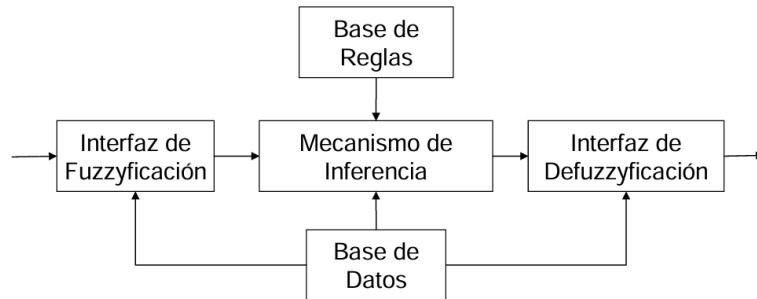 Base de
Reglas
Interfaz de
Fuzzyficación
Mecanismo de
Inferencia
Interfaz de
Defuzzyficación
Base de
Datos